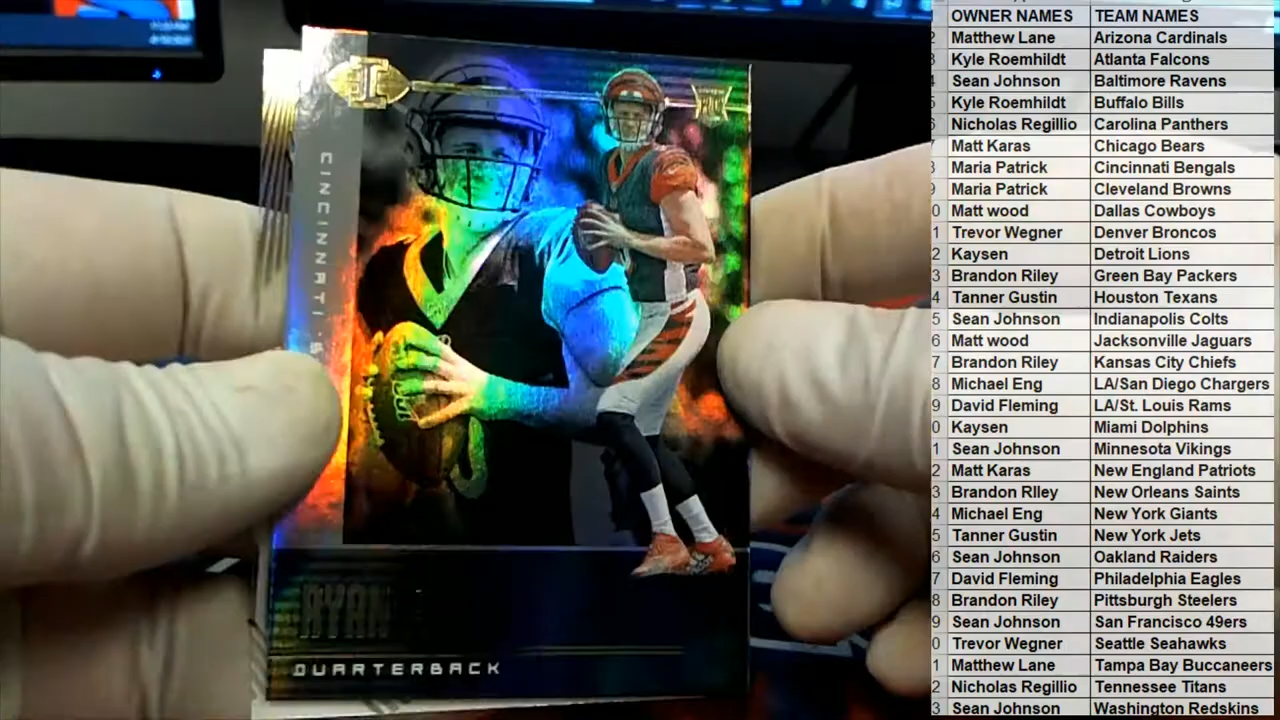 CINCINNATI
RYAN
QUARTERBACK
OWNER NAMES TEAM NAMES
Matthew Lane Arizona Cardinals
Kyle Roemhildt Atlanta Falcons
Sean Johnson Baltimore Ravens
Kyle Roemhildt Buffalo Bills
Nicholas Regillio Carolina Panthers
Matt Karas Chicago Bears
Maria Patrick Cincinnati Bengals
Maria Patrick Cleveland Browns
Matt wood Dallas Cowboys
Trevor Wegner Denver Broncos
Kaysen Detroit Lions
Brandon Riley Green Bay Packers
Tanner Gustin Houston Texans
Sean Johnson Indianapolis Colts
Matt wood Jacksonville Jaguars
Brandon Riley Kansas City Chiefs
Michael Eng LA/San Diego Chargers
David Fleming LA/St. Louis Rams
Kaysen Miami Dolphins
Sean Johnson Minnesota Vikings
Matt Karas New England Patriots
Brandon RIley New Orleans Saints
Michael Eng New York Giants
Tanner Gustin New York Jets
Sean Johnson Oakland Raiders
David Fleming Philadelphia Eagles
Brandon Riley Pittsburgh Steelers
Sean Johnson San Francisco 49ers
Trevor Wegner Seattle Seahawks
Matthew Lane Tampa Bay Buccaneers
Nicholas Regillio Tennessee Titans
Sean Johnson Washington Redskins